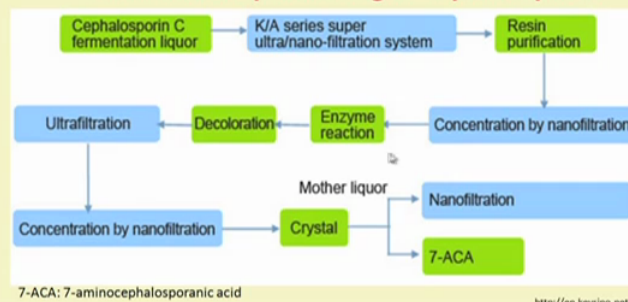 Cephalosporin C
fermentation liquor
K/A series super
ultra/nano-filtration system
Resin
purification
Ultrafiltration
Decoloration
Enzyme
reaction
Concentration by nanofiltration
Mother liquor
Nanofiltration
Concentration by nanofiltration
Crystal
7-ACA
7-ACA: 7-aminocephalosporanic acid